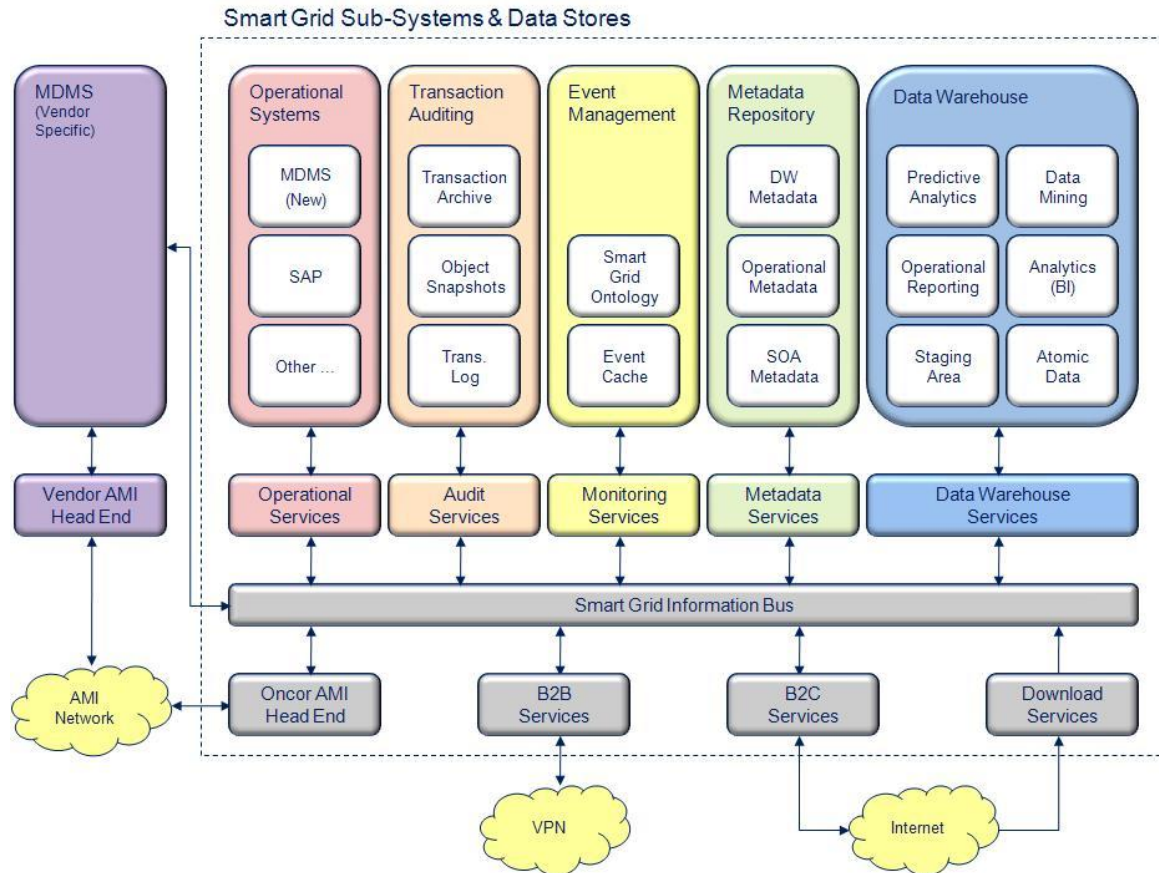 Smart Grid Sub-Systems & Data Stores
MDMS
(Vendor
Specific)
Operational
Systems
MDMS
(New)
SAP
Other ...
Transaction
Auditing
Transaction
Archive
Object
Snapshots
Trans.
Log
Event
Management
Smart
Grid
Ontology
Event
Cache
Metadata
Repository
DW
Metadata
Operational
Metadata
SOA
Metadata
Data Warehouse
Predictive
Analytics
Data
Mining
Operational
Reporting
Analytics
(BI)
Staging
Area
Atomic
Data
Vendor AMI
Head End
Operational
Services
Audit
Services
Monitoring
Services
Metadata
Services
Data Warehouse
Services
Smart Grid Information Bus
AMI
Network
Oncor AMI
Head End
B2B
Services
B2C
Services
Download
Services
VPN
Internet